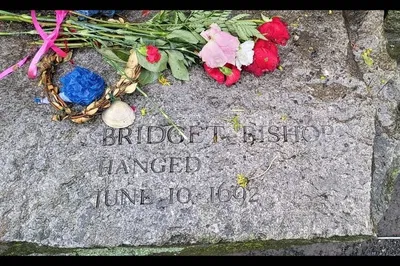 BRIDGET BISHOP
HANGED
JUNE 10, 1692